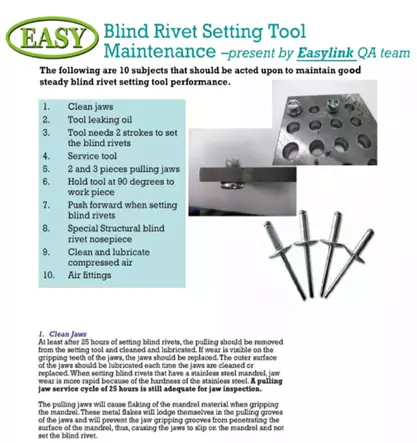 EASY
Blind Rivet Setting Tool
Maintenance –present by Easylink QA team
The following are 10 subjects that should be acted upon to maintain good
steady blind rivet setting tool performance.
1. Clean jaws
2. Tool leaking oil
3. Tool needs 2 strokes to set
the blind rivets
4. Service tool
5. 2 and 3 pieces pulling jaws
6. Hold tool at 90 degrees to
work piece
7. Push forward when setting
blind rivets
8. Special Structural blind
rivet nosepiece
9. Clean and lubricate
compressed air
10. Air fittings
1. Clean Jaws
At least after 25 hours of setting blind rivets, the pulling should be removed
from the setting tool and cleaned and lubricated. If wear is visible on the
gripping teeth of the jaws, the jaws should be replaced. The outer surface
of the jaws should be lubricated each time the jaws are cleaned or
replaced. When setting blind rivets that have a stainless steel mandrel, jaw
wear is more rapid because of the hardness of the stainless steel. A pulling
jaw service cycle of 25 hours is still adequate for jaw inspection.
The pulling jaws will cause flaking of the mandrel material when gripping
the mandrel. These metal flakes will lodge themselves in the pulling groves
of the jaws and will prevent the jaw gripping grooves from penetrating the
surface of the mandrel, thus, causing the jaws to slip on the mandrel and not
set the blind rivet.